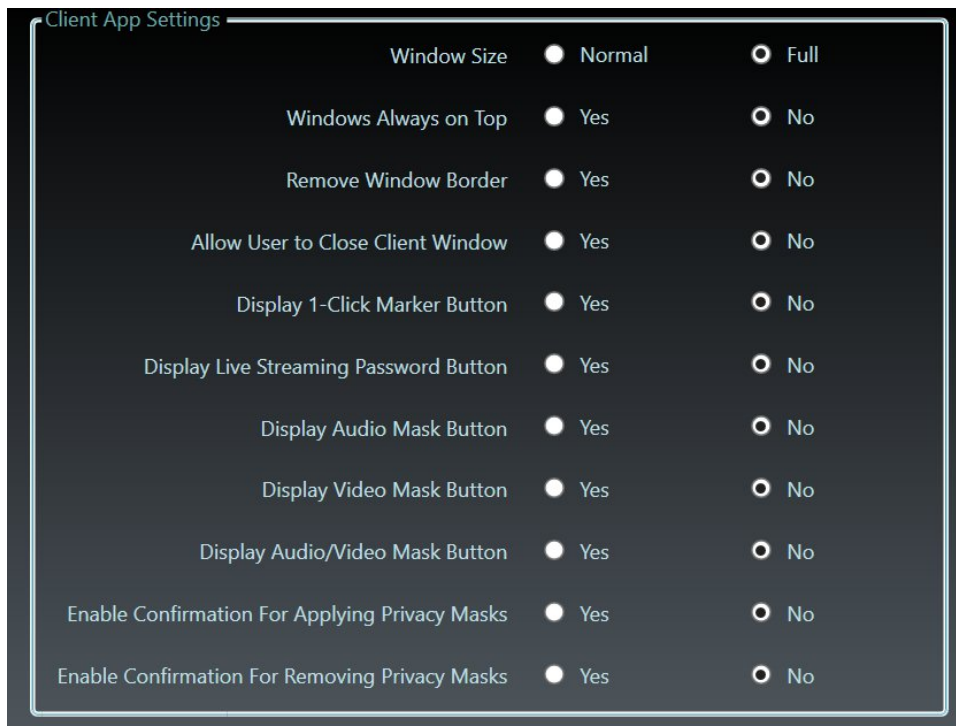 Client App Settings
Window Size Normal Full
Windows Always on Top Yes No
Remove Window Border Yes No
Allow User to Close Client Window Yes No
Display 1-Click Marker Button Yes No
Display Live Streaming Password Button Yes No
Display Audio Mask Button Yes No
Display Video Mask Button Yes No
Display Audio/Video Mask Button Yes No
Enable Confirmation For Applying Privacy Masks Yes No
Enable Confirmation For Removing Privacy Masks Yes No